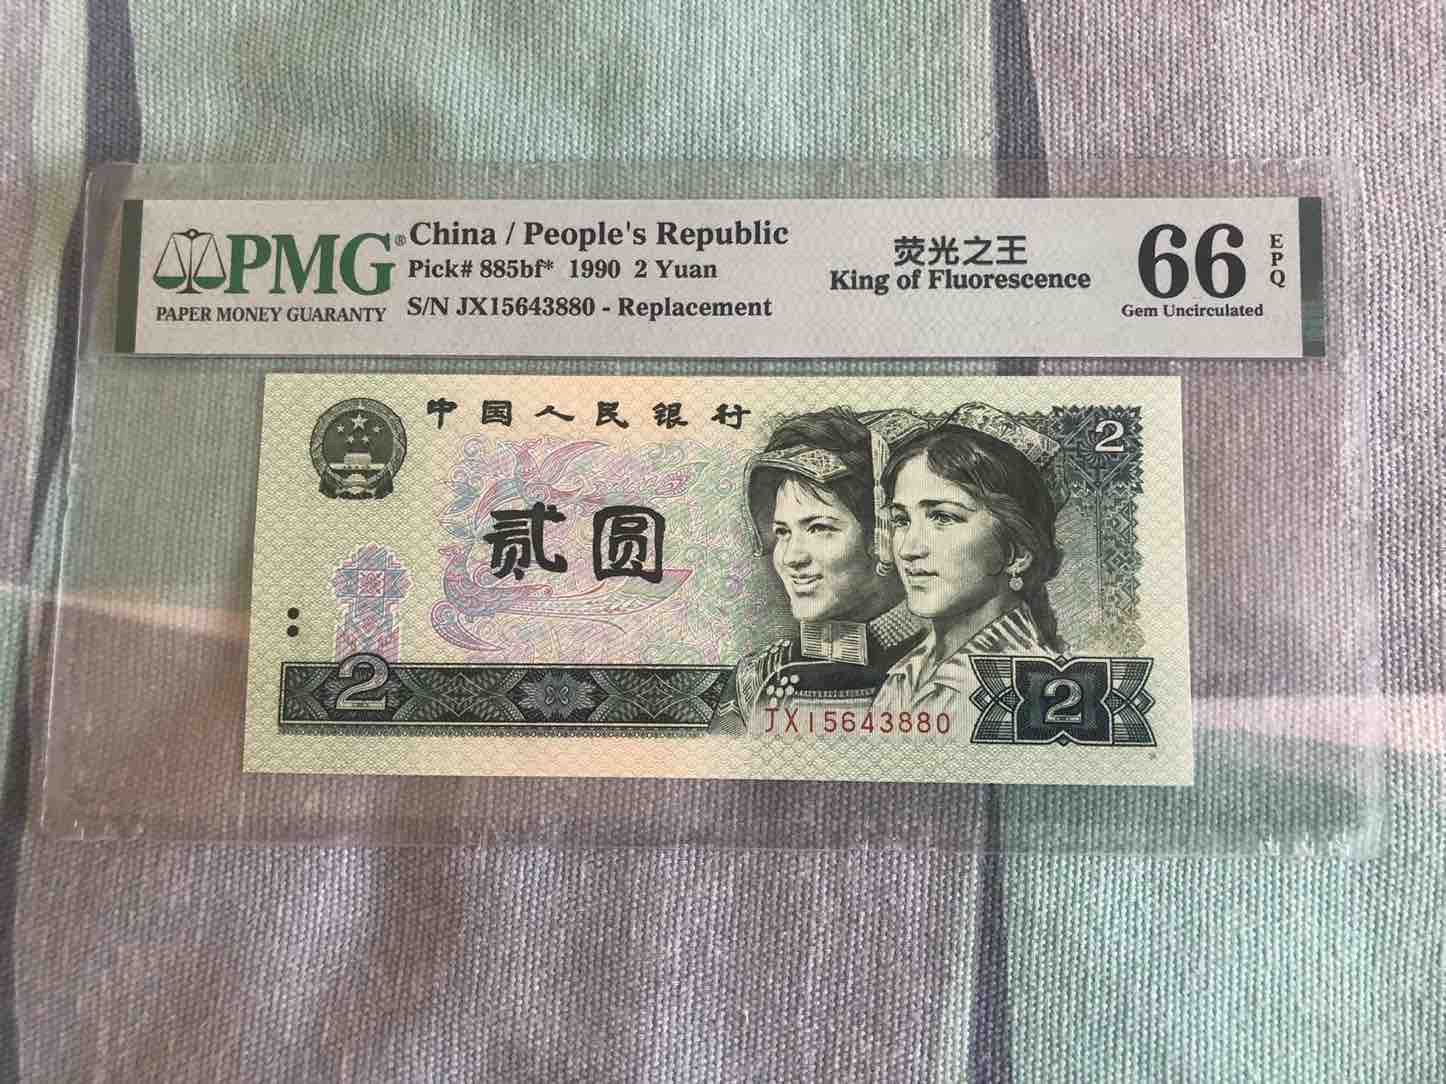 PMG®
PAPER MONEY GUARANTY
China / People's Republic
Pick# 885bf* 1990 2 Yuan
S/N JX15643880 - Replacement
荧光之王
King of Fluorescence
66
EPQ
Gem Uncirculated
中国人民银行
2
贰圆
2
JX15643880
2